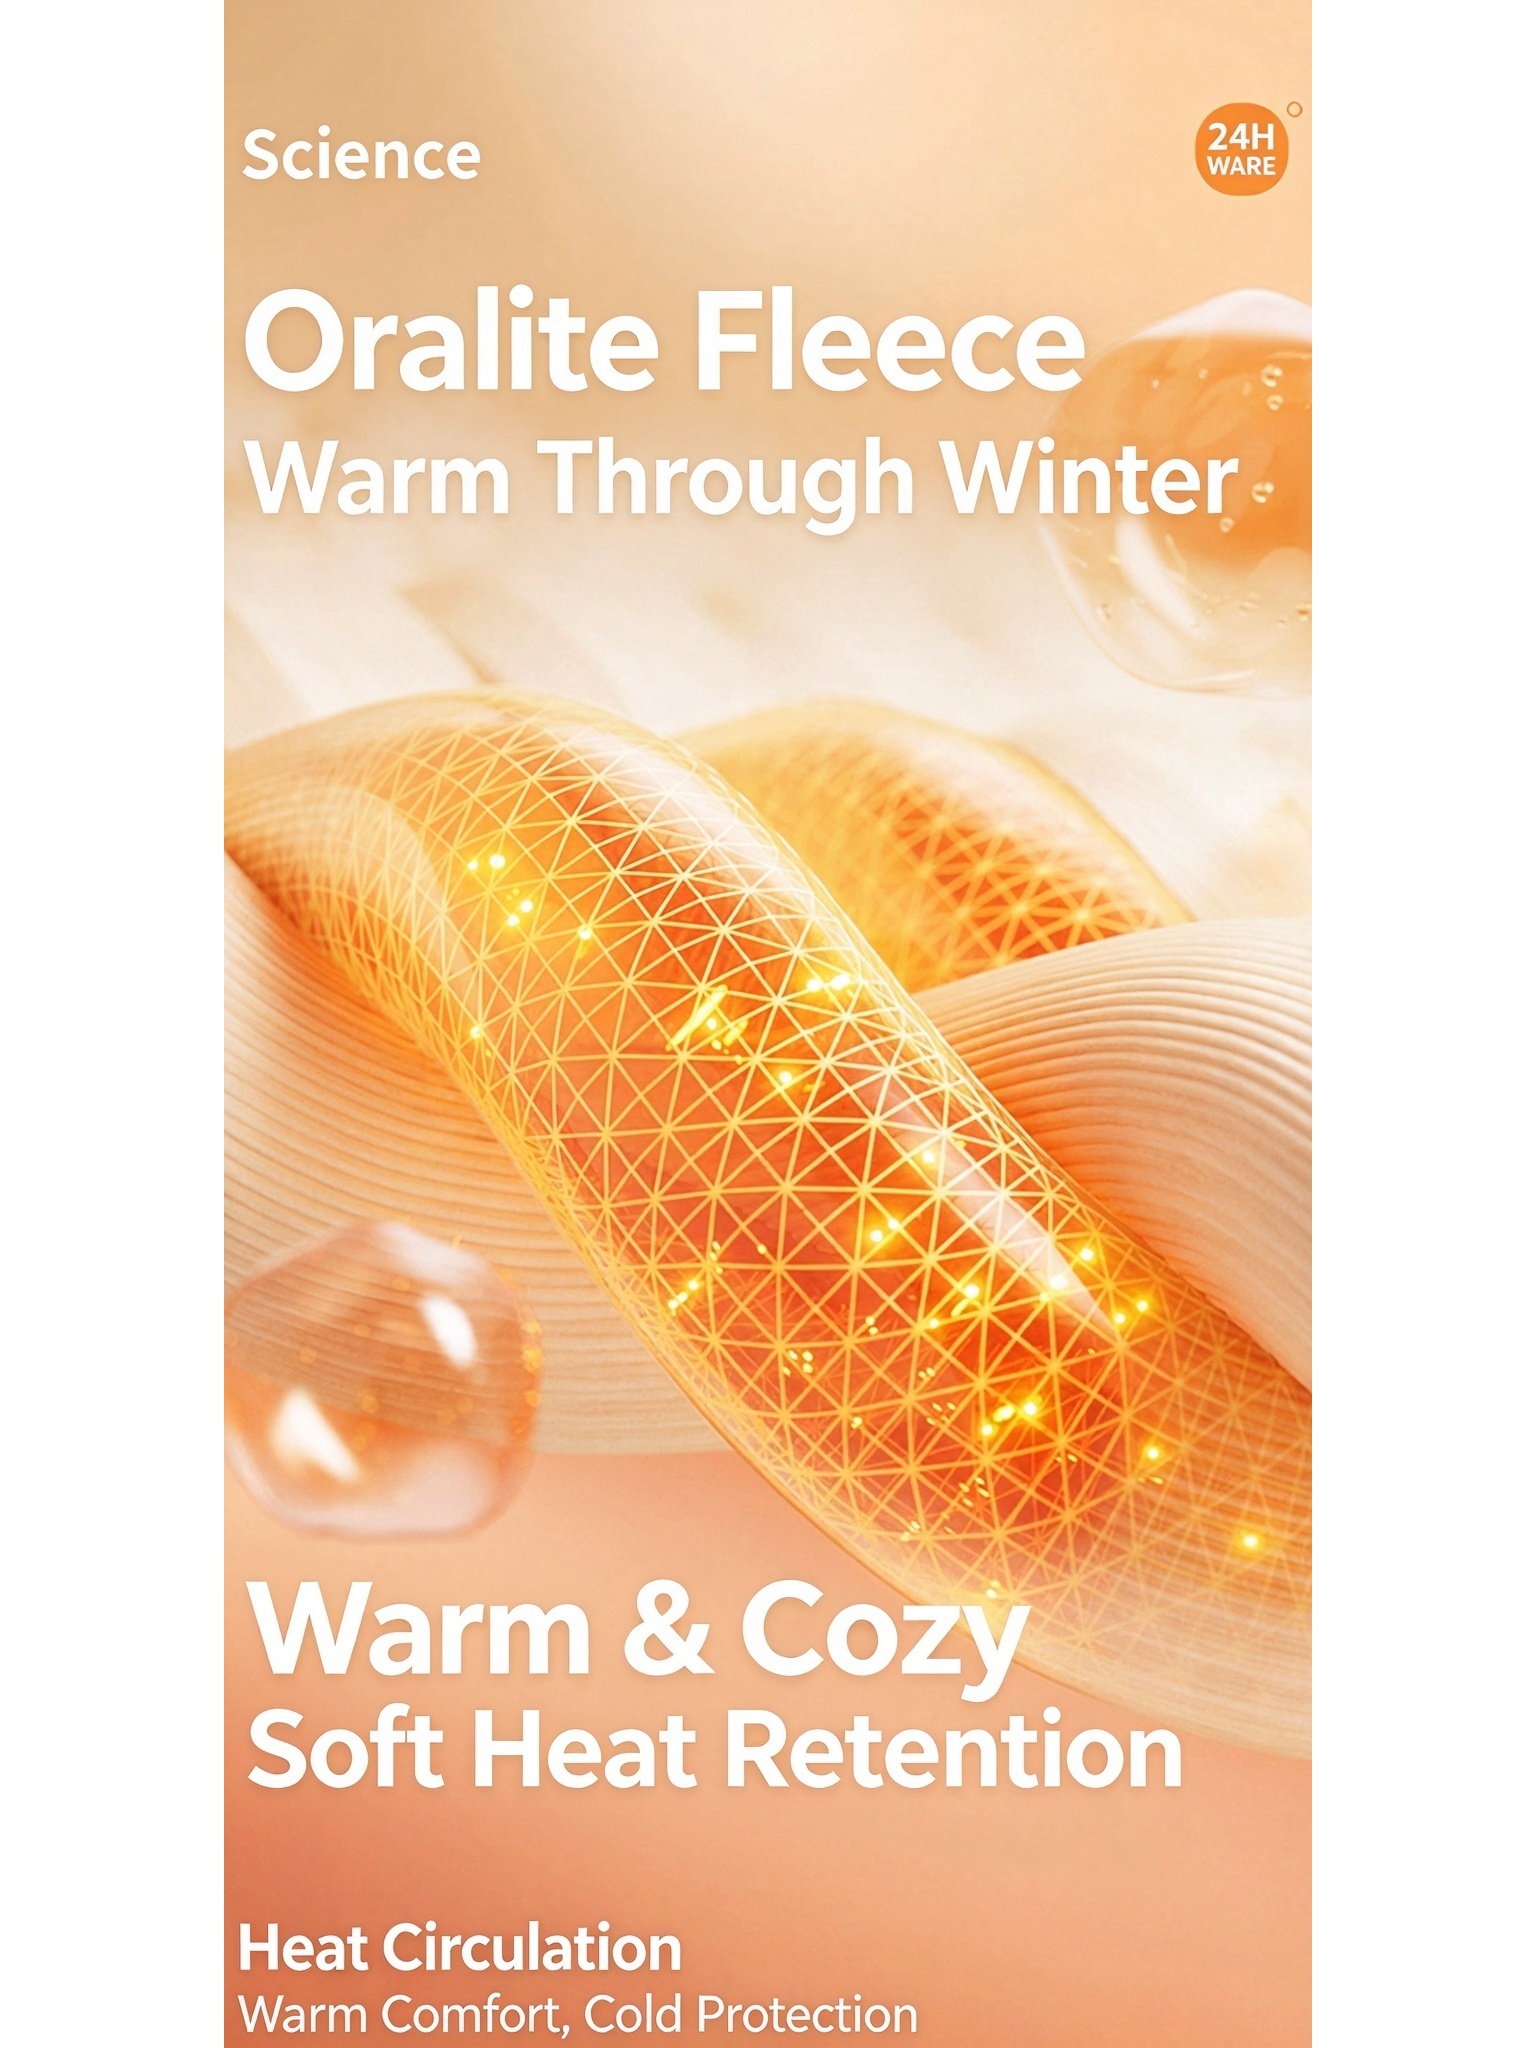 Science
24H
WARE
Oralite Fleece
Warm Through Winter
Warm & Cozy
Soft Heat Retention
Heat Circulation
Warm Comfort, Cold Protection